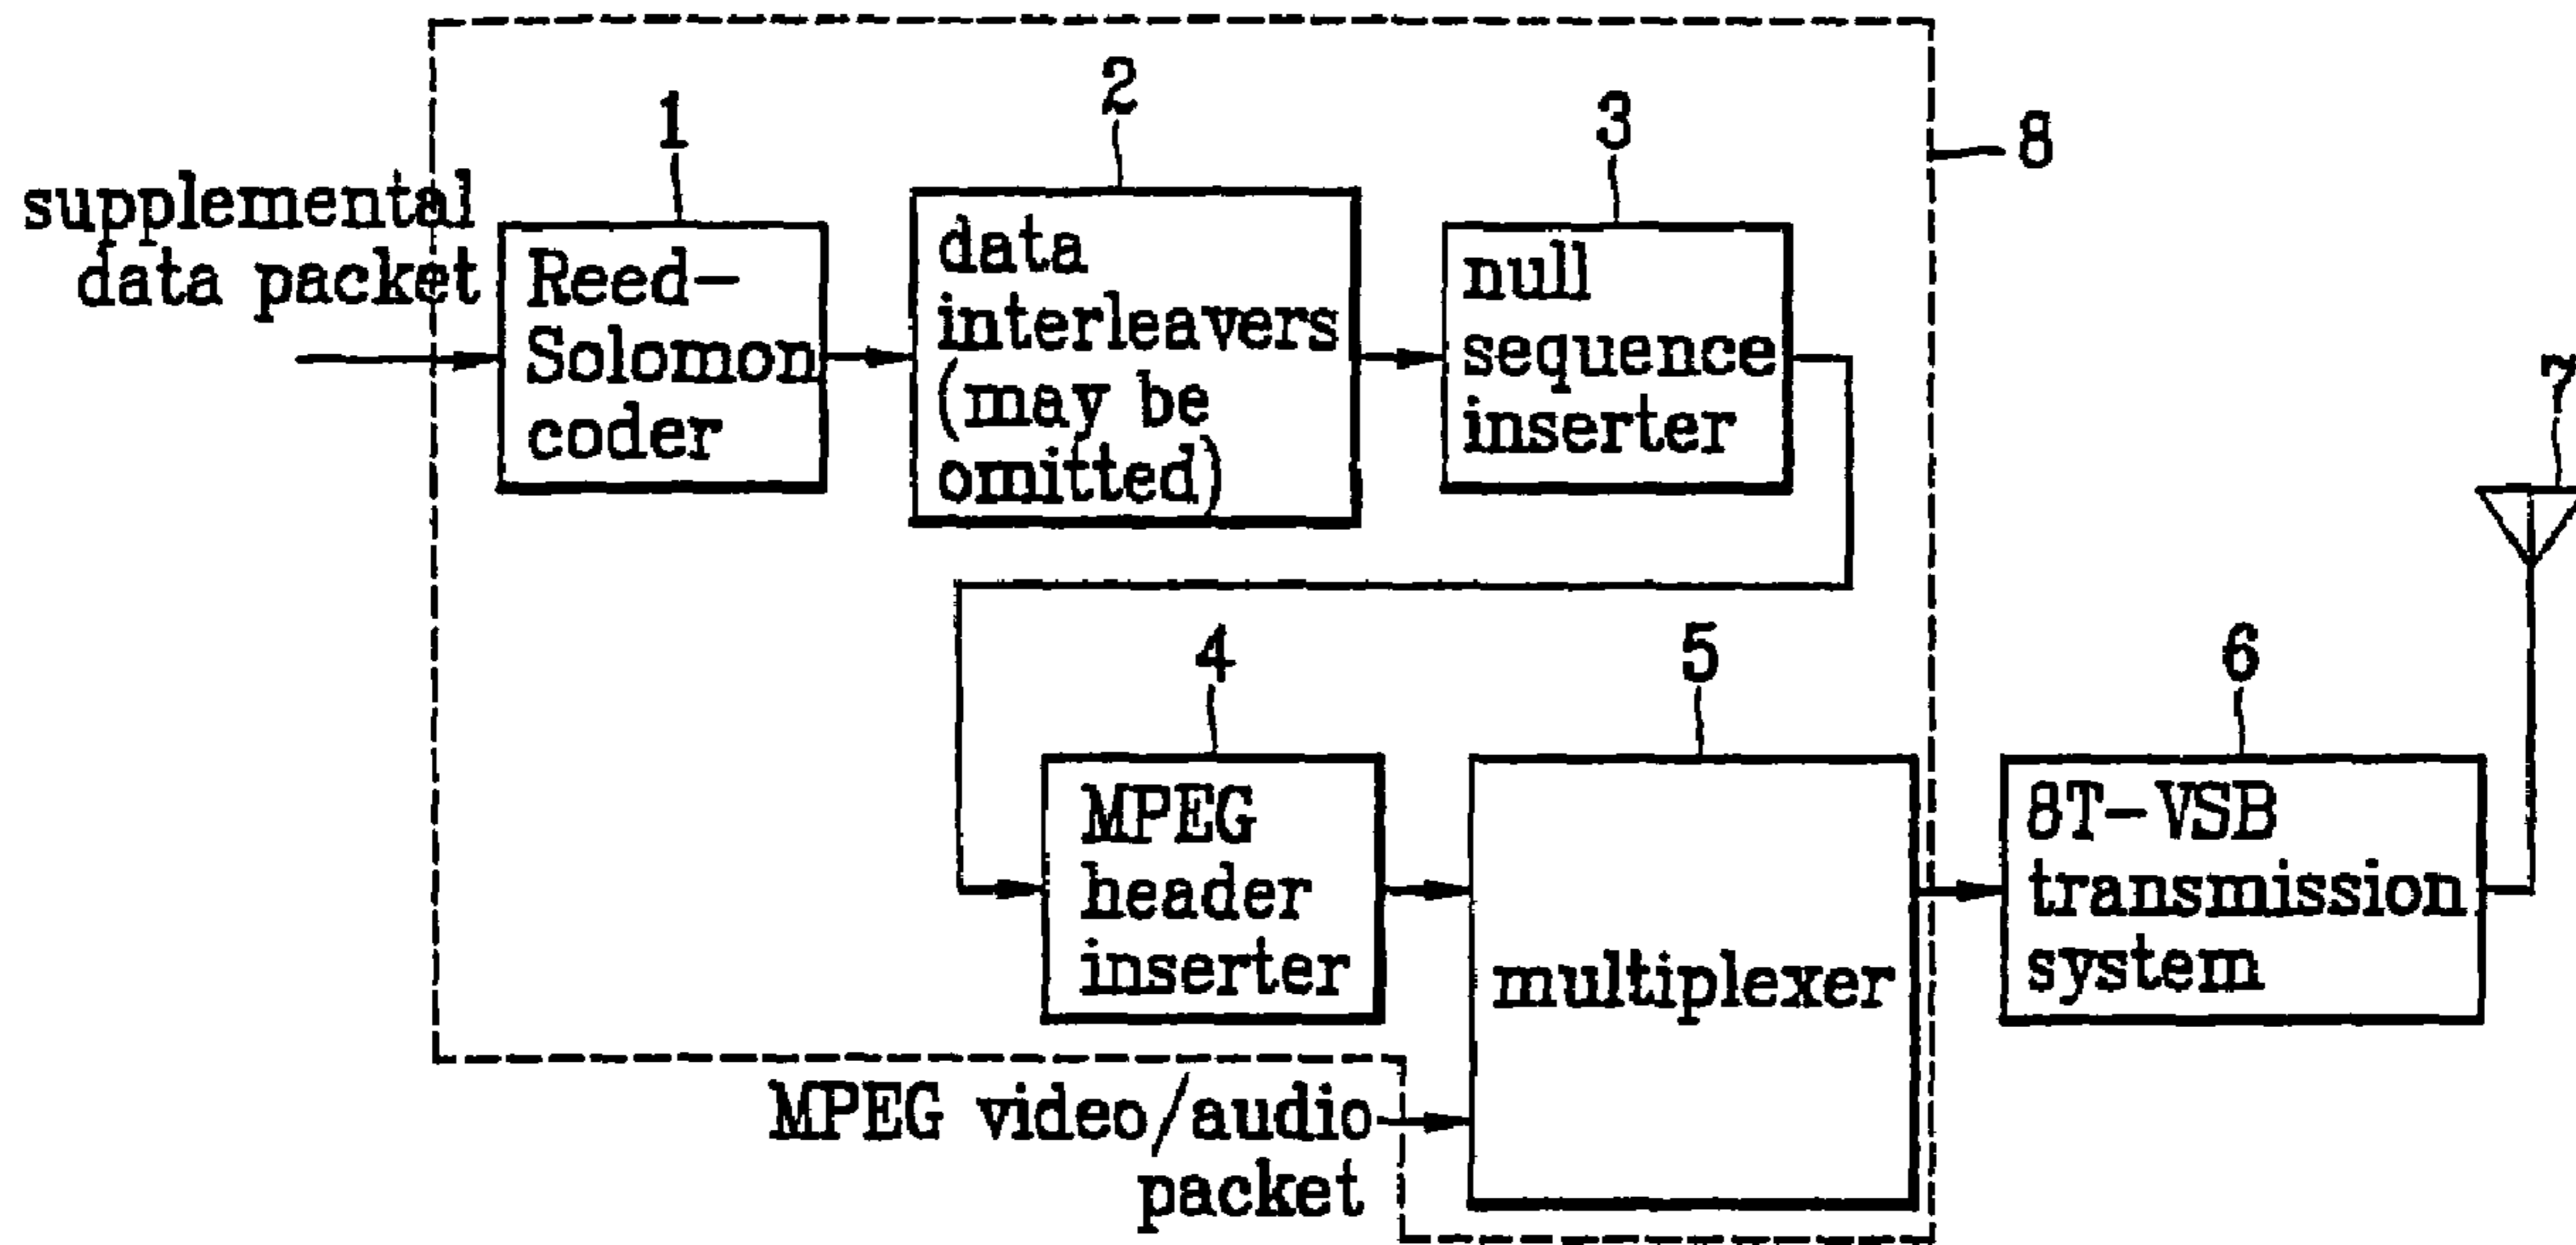 2
1
3
8
supplemental
data packet
Reed-
Solomon
coder
data
interleavers
(may be
omitted)
null
sequence
inserter
7
4
5
6
MPEG
header
inserter
multiplexer
8T-VSB
transmission
system
MPEG video/audio
packet